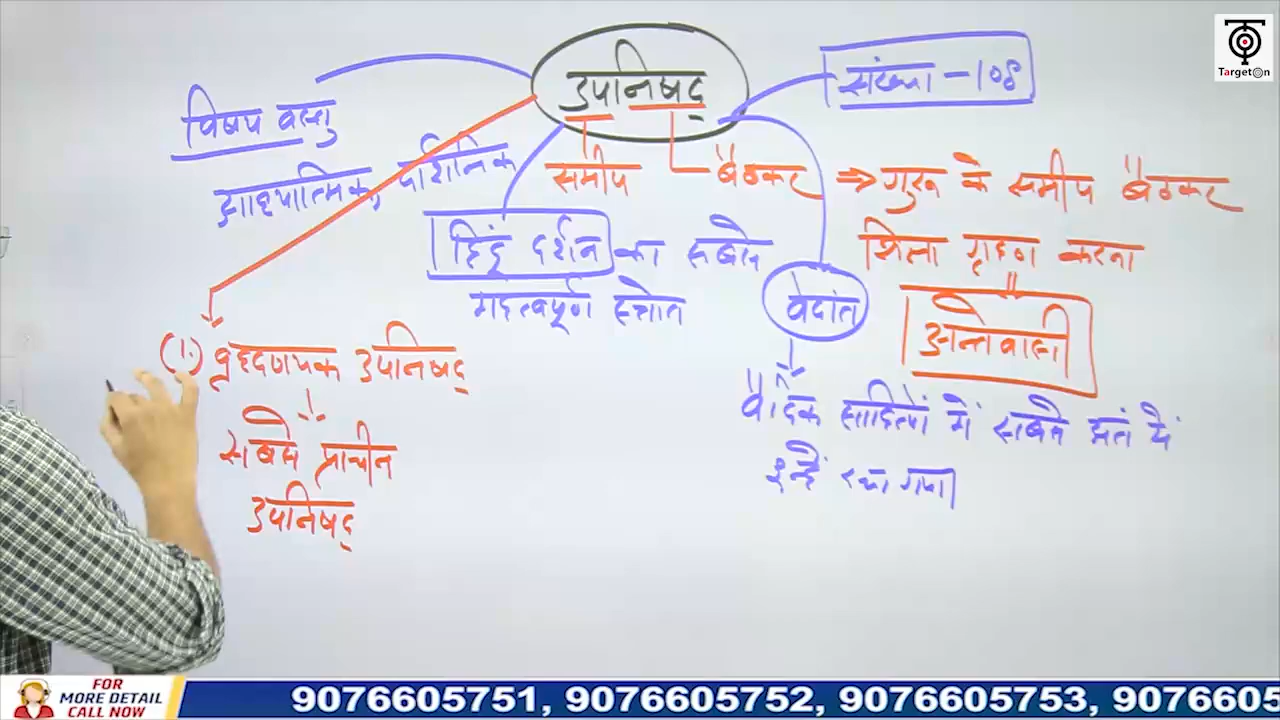 Target⊙n
उपनिषद्
संख्या - 108
विषय वस्तु
आध्यात्मिक, दार्शनिक
समीप
बैठकर ⇒ गुरू के समीप बैठकर
शिक्षा ग्रहण करना
अन्तेवासी
हिंदू दर्शन का सबसे
महत्वपूर्ण स्त्रोत
वेदांत
वैदिक साहित्यों में सबसे अंत में
इन्हें रखा गया
(1.) वृहदारण्यक उपनिषद्
सबसे प्राचीन
उपनिषद्
FOR
MORE DETAIL
CALL NOW
9076605751, 9076605752, 9076605753, 9076605